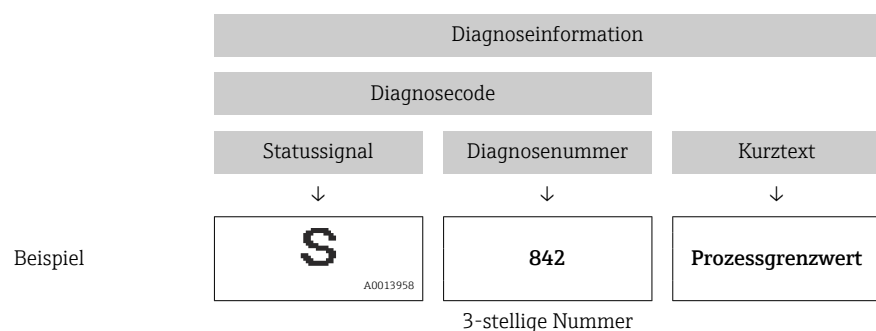 Diagnoseinformation
Diagnosecode
Statussignal Diagnosenummer Kurztext
↓ ↓ ↓
Beispiel S 842 Prozessgrenzwert
A0013958
3-stellige Nummer